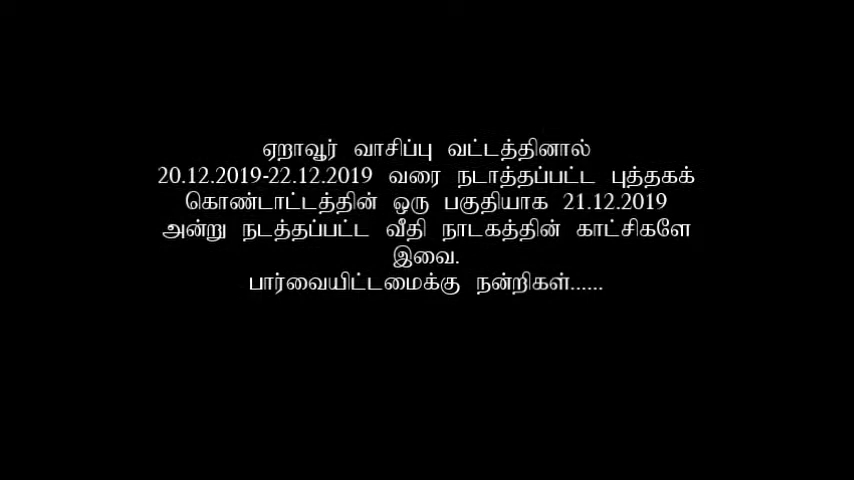 ஏறாவூர் வாசிப்பு வட்டத்தினால்
20.12.2019-22.12.2019 வரை நடாத்தப்பட்ட புத்தகக்
கொண்டாட்டத்தின் ஒரு பகுதியாக 21.12.2019
அன்று நடத்தப்பட்ட வீதி நாடகத்தின் காட்சிகளே
இவை.
பார்வையிட்டமைக்கு நன்றிகள்......